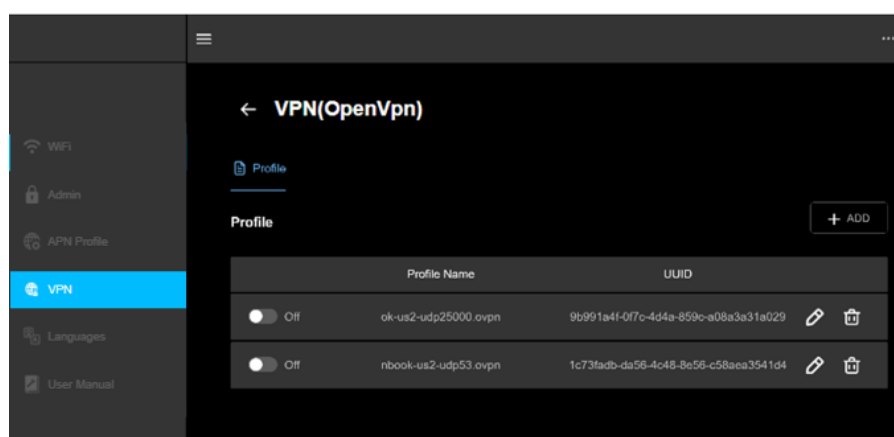 VPN(OpenVpn)
WiFi
Admin
APN Profile
VPN
Languages
User Manual
Profile
Profile
ADD
Profile Name UUID
Off ok-us2-udp25000.ovpn 9b991a4f-0f7c-4d4a-859c-a08a3a31a029
Off nbook-us2-udp53.ovpn 1c73fadb-da56-4c48-8e56-c58aea3541d4